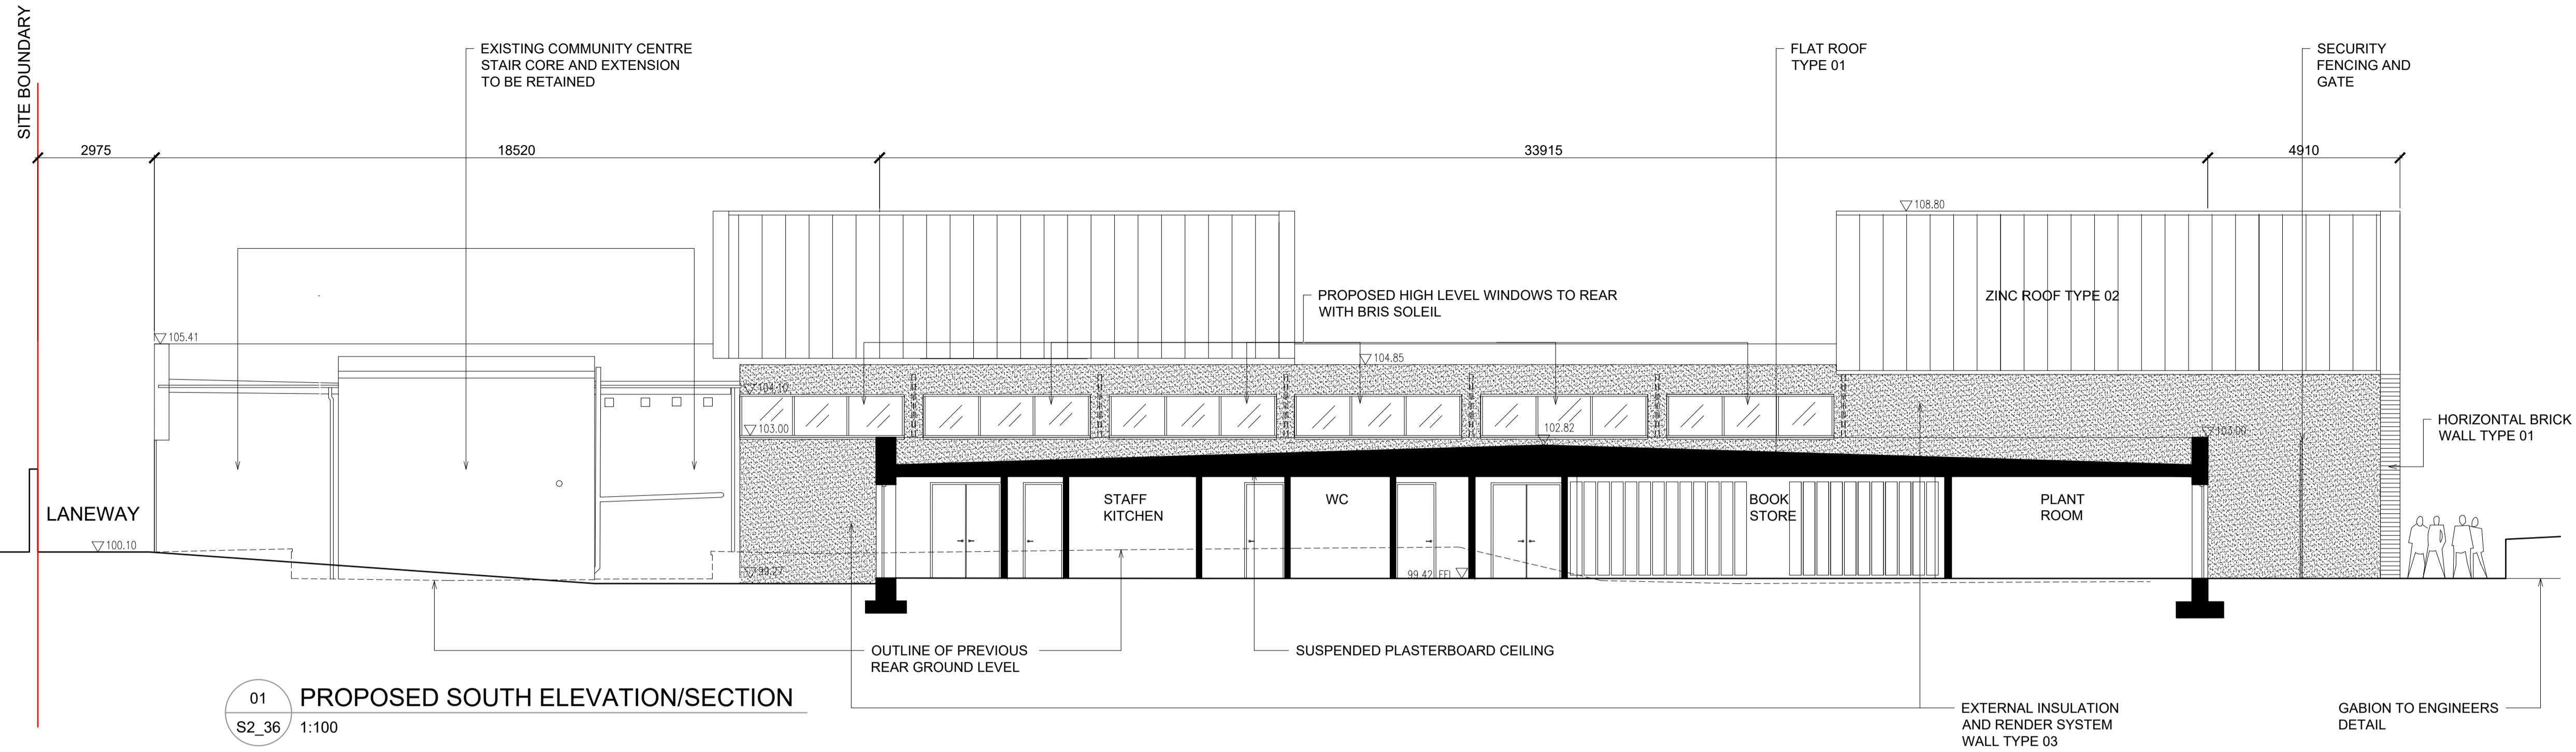 SITE BOUNDARY
EXISTING COMMUNITY CENTRE
STAIR CORE AND EXTENSION
TO BE RETAINED
FLAT ROOF
TYPE 01
SECURITY
FENCING AND
GATE
2975
18520
33915
4910
108.80
PROPOSED HIGH LEVEL WINDOWS TO REAR
WITH BRIS SOLEIL
ZINC ROOF TYPE 02
105.41
104.85
104.10
103.00
102.82
103.00
HORIZONTAL BRICK
WALL TYPE 01
LANEWAY
STAFF
KITCHEN
WC
BOOK
STORE
PLANT
ROOM
100.10
99.27
99.42 FFL
OUTLINE OF PREVIOUS
REAR GROUND LEVEL
SUSPENDED PLASTERBOARD CEILING
01
PROPOSED SOUTH ELEVATION/SECTION
S2_36
1:100
EXTERNAL INSULATION
AND RENDER SYSTEM
WALL TYPE 03
GABION TO ENGINEERS
DETAIL